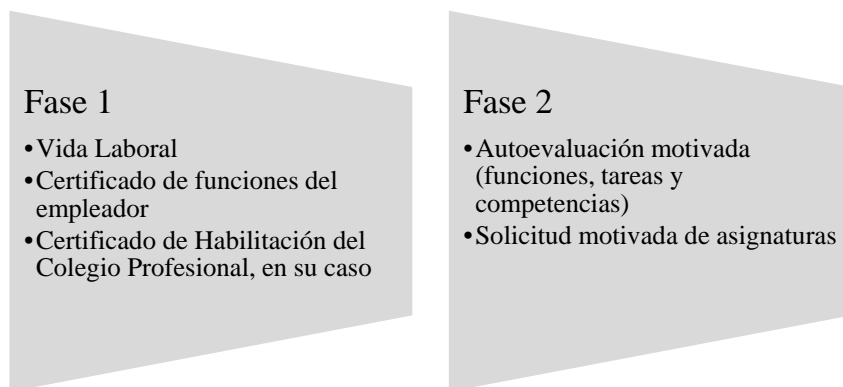 Fase 1
•Vida Laboral
•Certificado de funciones del
empleador
•Certificado de Habilitación del
Colegio Profesional, en su caso
Fase 2
•Autoevaluación motivada
(funciones, tareas y
competencias)
•Solicitud motivada de asignaturas